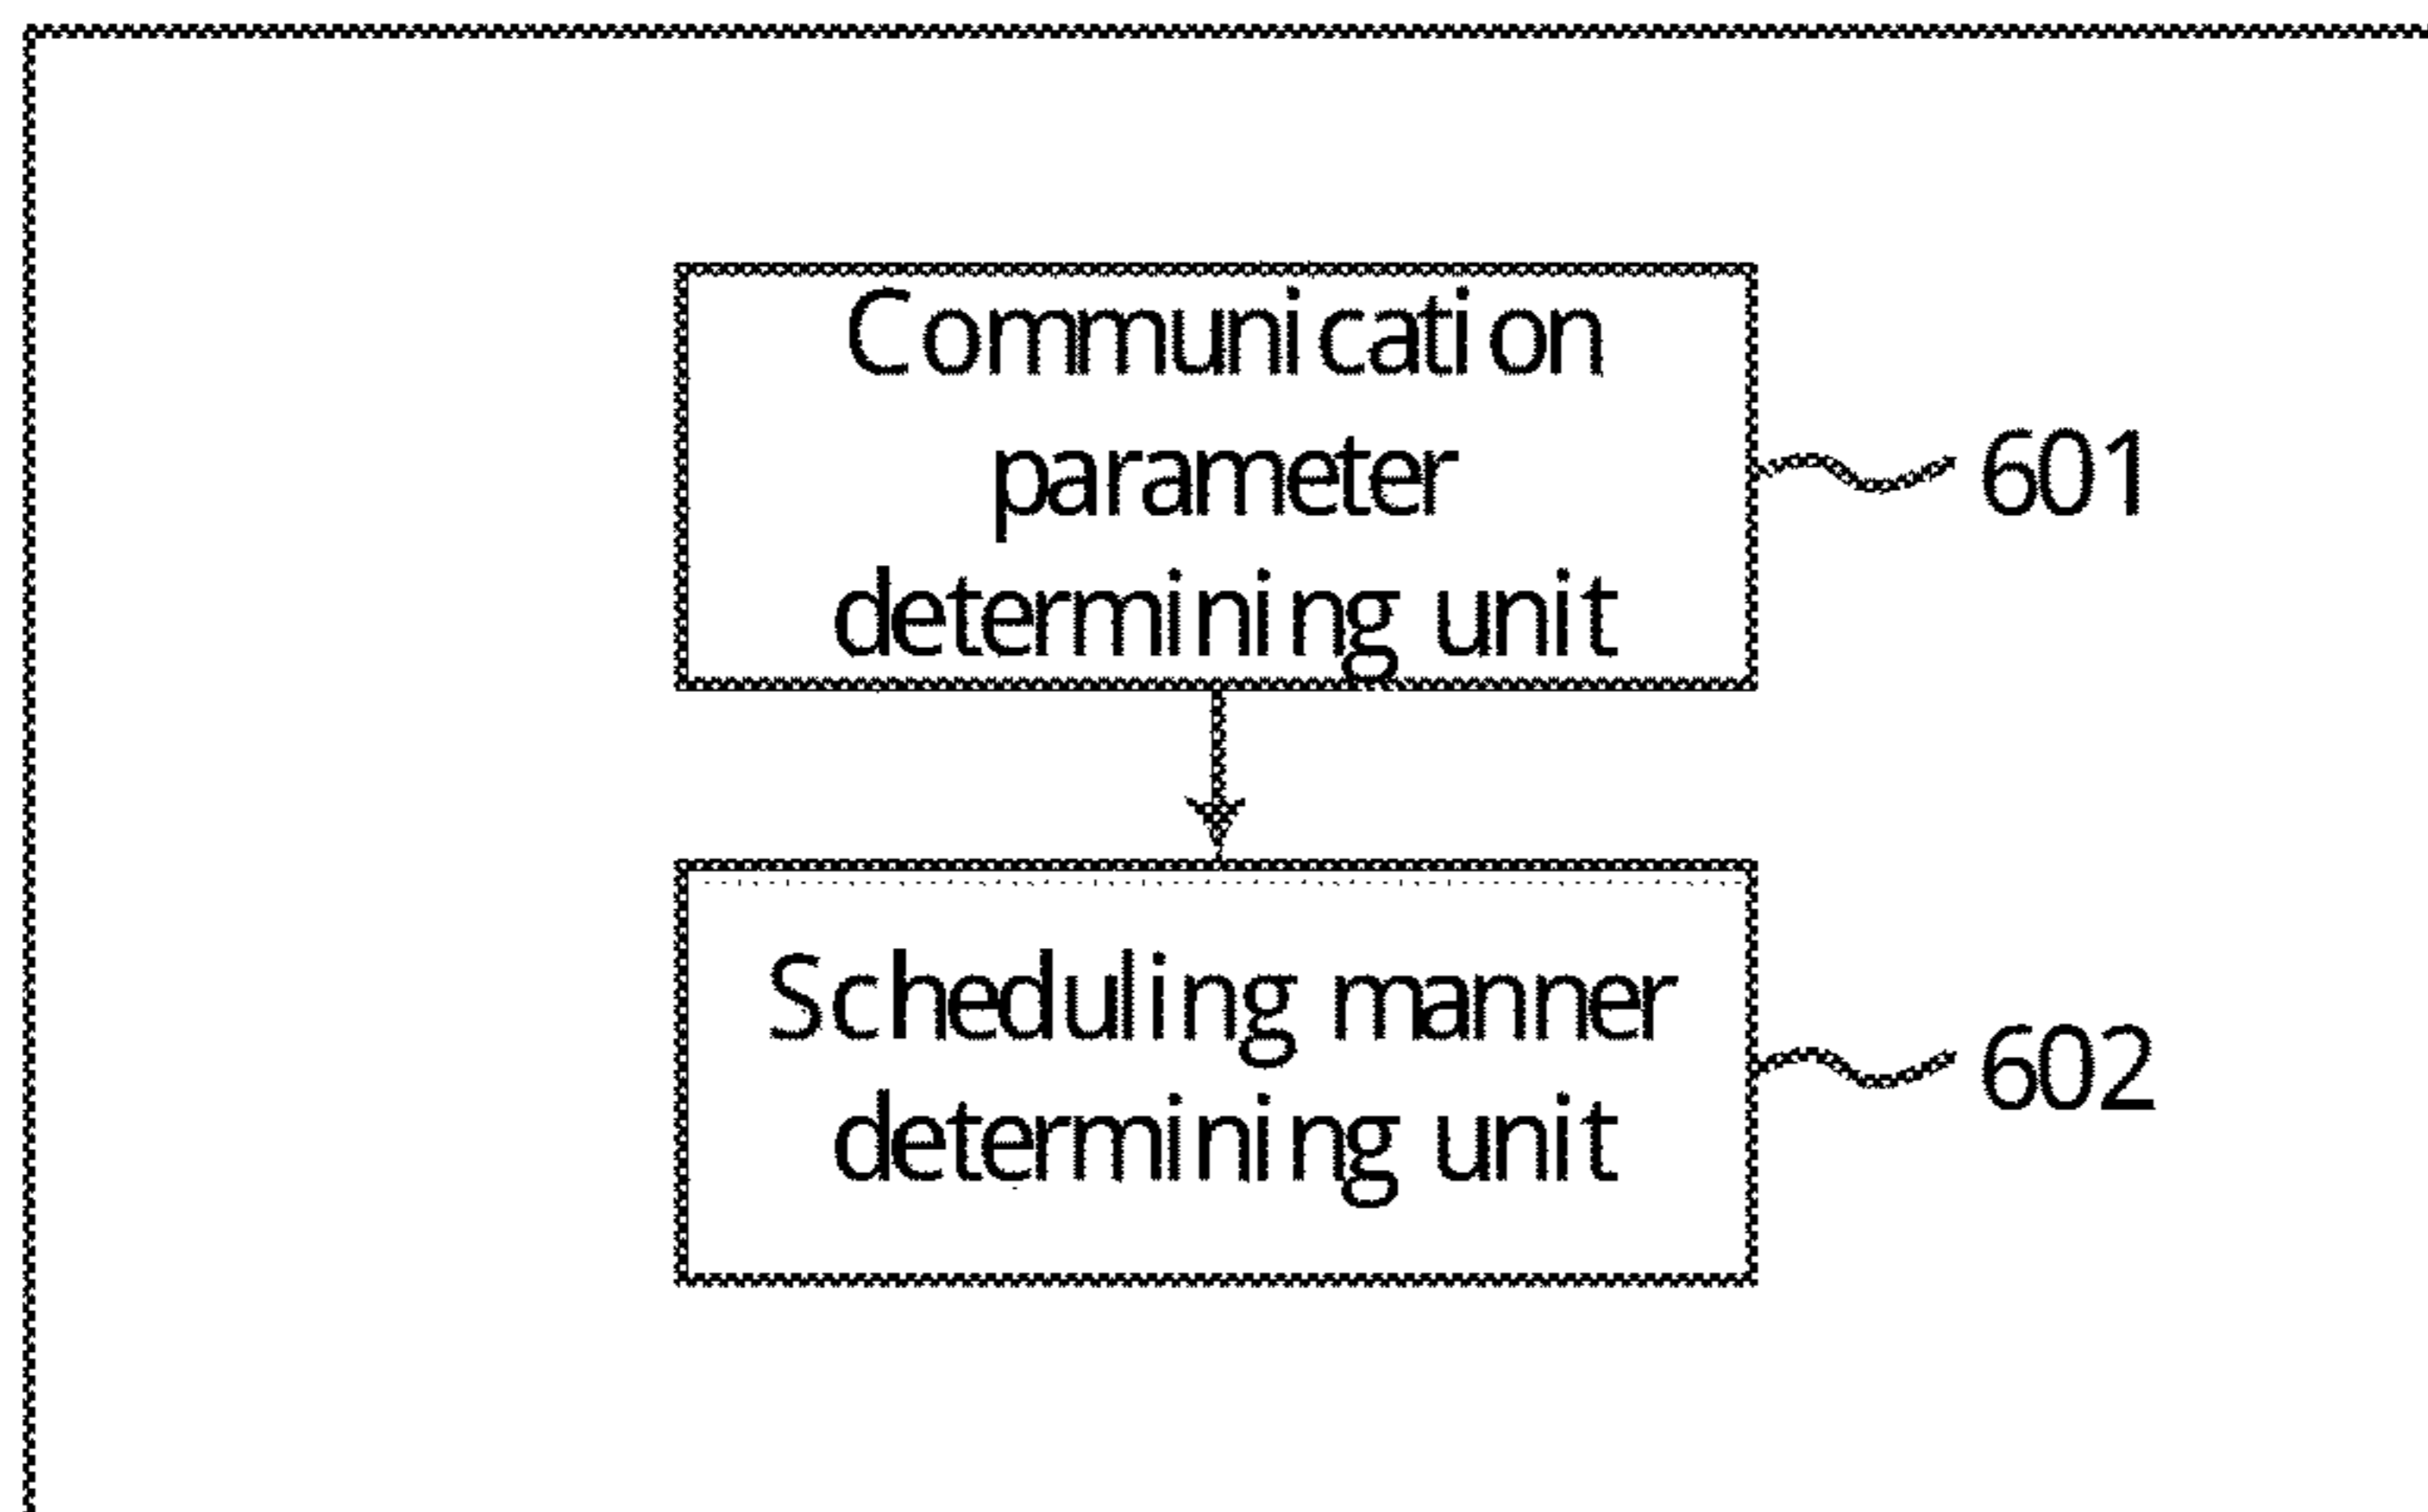 Communication
parameter
determining unit
601
Scheduling manner
determining unit
602